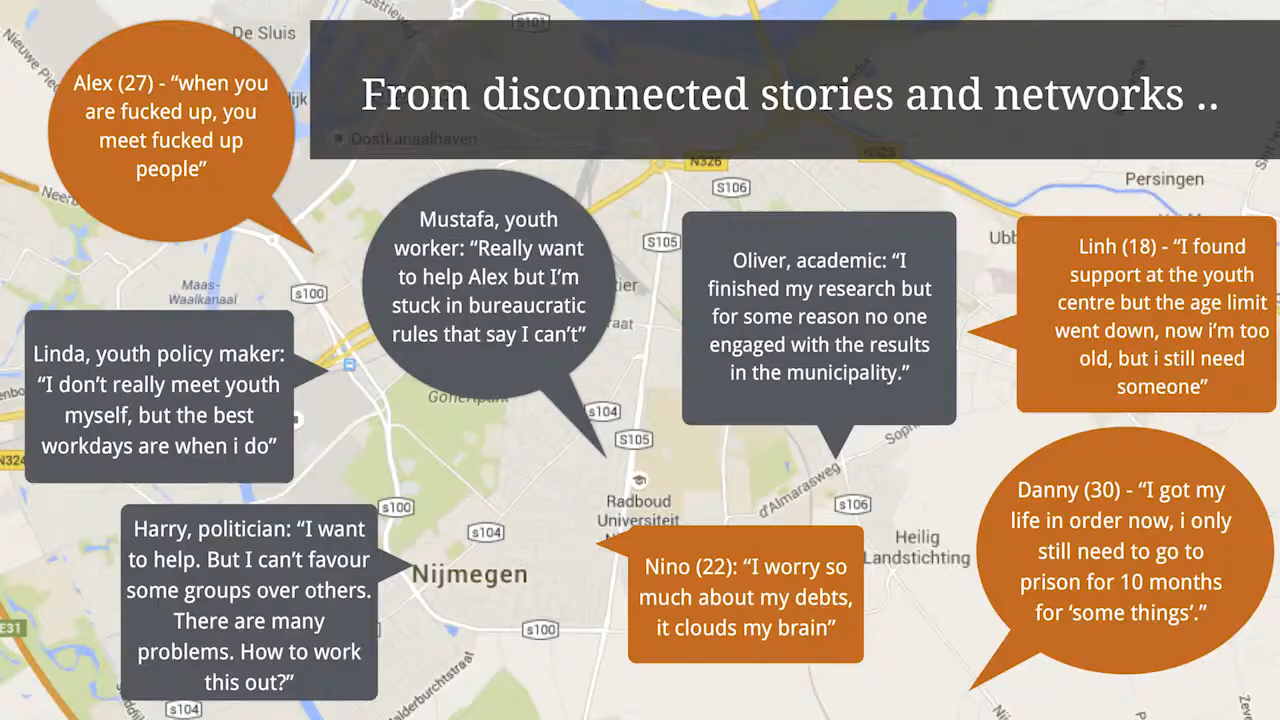 From disconnected stories and networks ..
Alex (27) - “when you
are fucked up, you
meet fucked up
people”
Mustafa, youth
worker: “Really want
to help Alex but I’m
stuck in bureaucratic
rules that say I can’t”
Oliver, academic: “I
finished my research but
for some reason no one
engaged with the results
in the municipality.”
Linh (18) - “I found
support at the youth
centre but the age limit
went down, now i’m too
old, but i still need
someone”
Linda, youth policy maker:
“I don’t really meet youth
myself, but the best
workdays are when i do”
Harry, politician: “I want
to help. But I can’t favour
some groups over others.
There are many
problems. How to work
this out?”
Nino (22): “I worry so
much about my debts,
it clouds my brain”
Danny (30) - “I got my
life in order now, i only
still need to go to
prison for 10 months
for ‘some things’.”
De Sluis
s101
Oostkanaalhaven
N326
s106
Persingen
S105
Maas-
Waalkanaal
s100
s104
S105
Radboud
Universiteit
d'Almarasweg
s106
Heilig
Landstichting
s100
s104
Nijmegen
s100
E31
s104
N324